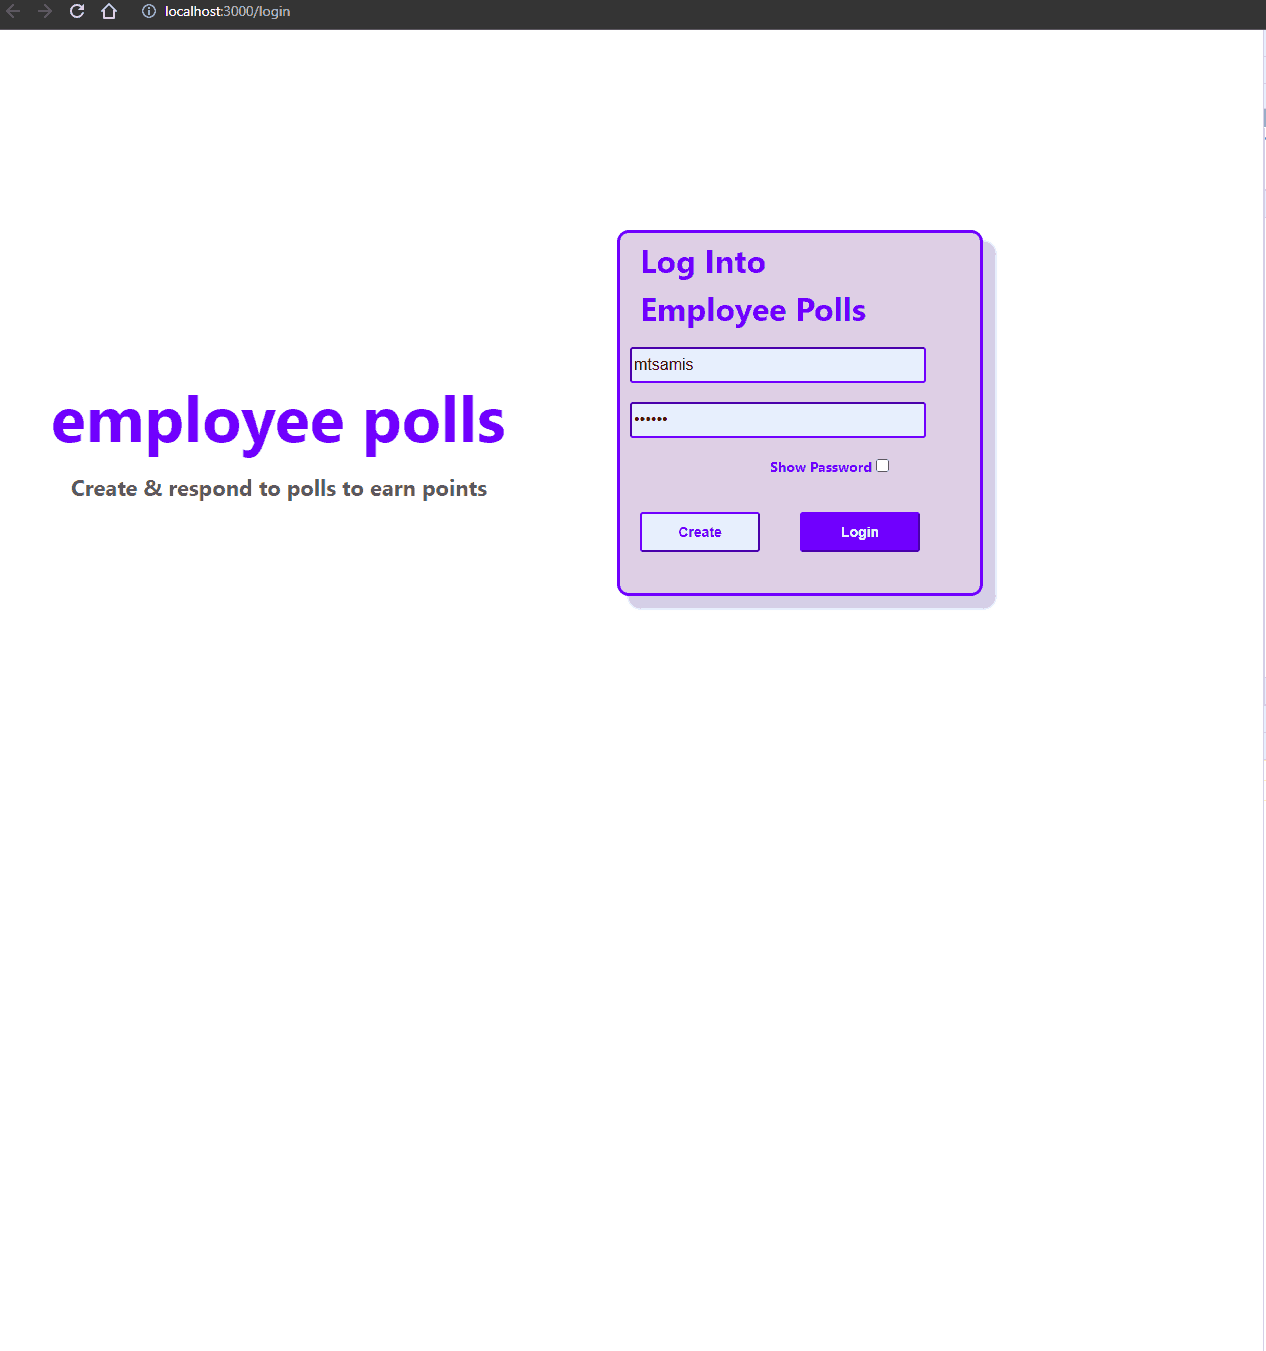 localhost:3000/login
employee polls
Create & respond to polls to earn points
Log Into
Employee Polls
mtsamis
••••••
Show Password
Create
Login